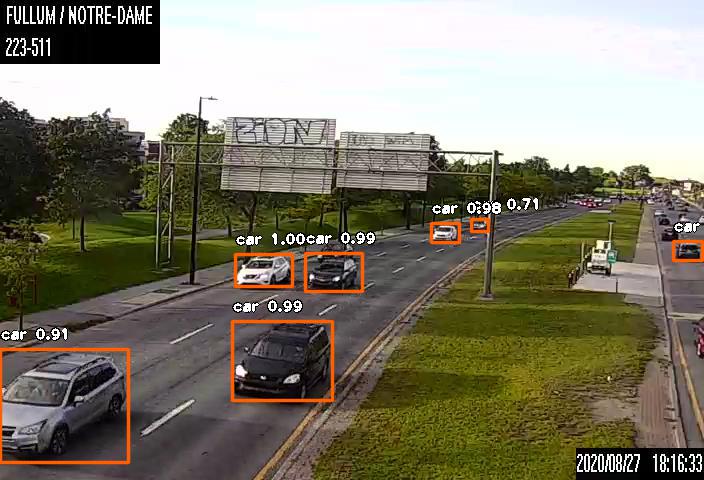 FULLUM / NOTRE-DAME
223-511
ZION
car 0.98
0.71
car 1.00
car 0.99
car
car 0.99
car 0.91
2020/08/27 18:16:33